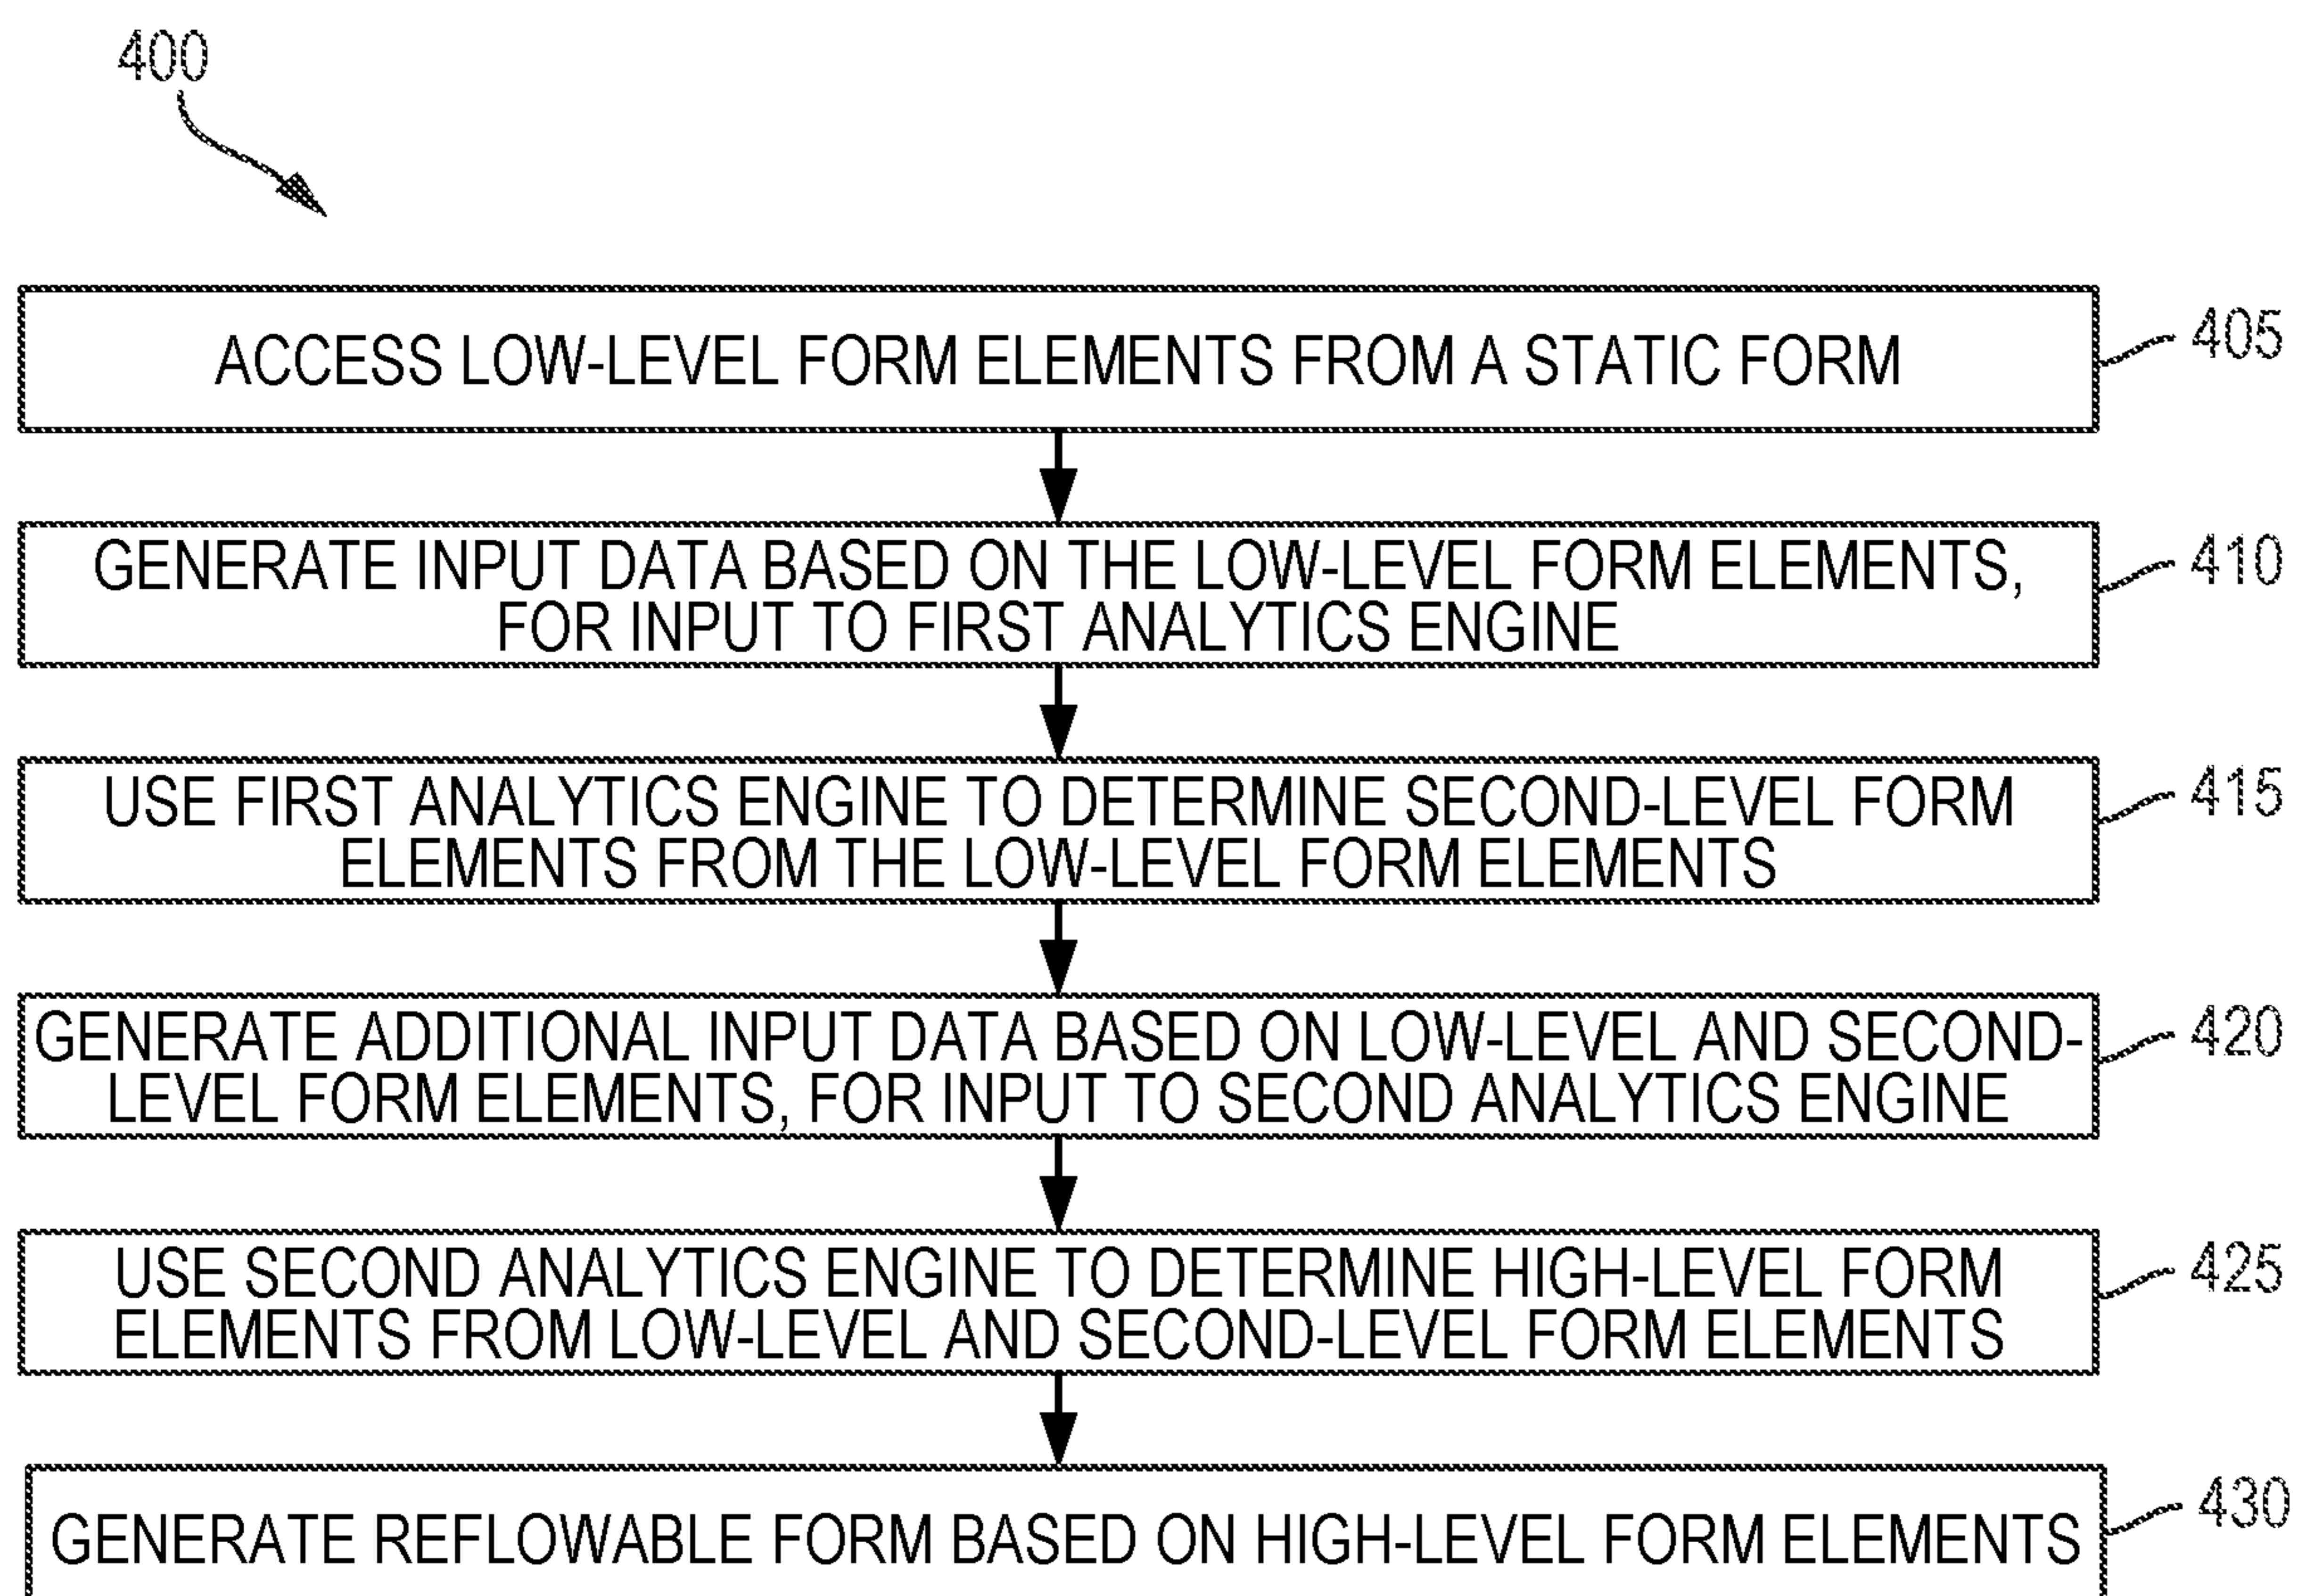 400
ACCESS LOW-LEVEL FORM ELEMENTS FROM A STATIC FORM
405
GENERATE INPUT DATA BASED ON THE LOW-LEVEL FORM ELEMENTS,
FOR INPUT TO FIRST ANALYTICS ENGINE
410
USE FIRST ANALYTICS ENGINE TO DETERMINE SECOND-LEVEL FORM
ELEMENTS FROM THE LOW-LEVEL FORM ELEMENTS
415
GENERATE ADDITIONAL INPUT DATA BASED ON LOW-LEVEL AND SECOND-
LEVEL FORM ELEMENTS, FOR INPUT TO SECOND ANALYTICS ENGINE
420
USE SECOND ANALYTICS ENGINE TO DETERMINE HIGH-LEVEL FORM
ELEMENTS FROM LOW-LEVEL AND SECOND-LEVEL FORM ELEMENTS
425
GENERATE REFLOWABLE FORM BASED ON HIGH-LEVEL FORM ELEMENTS
430